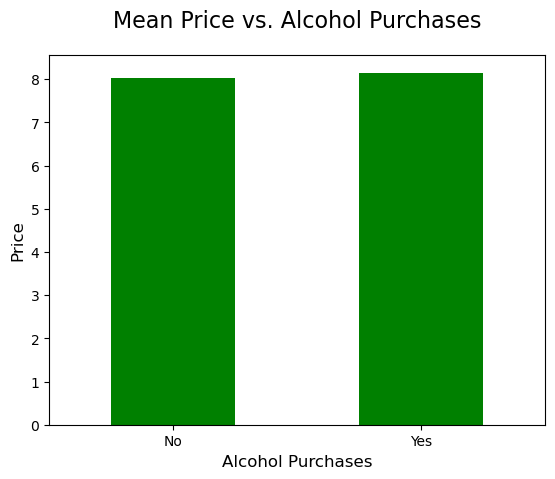 Mean Price vs. Alcohol Purchases
8
7
6
5
4
3
2
1
0
Price
No Yes
Alcohol Purchases